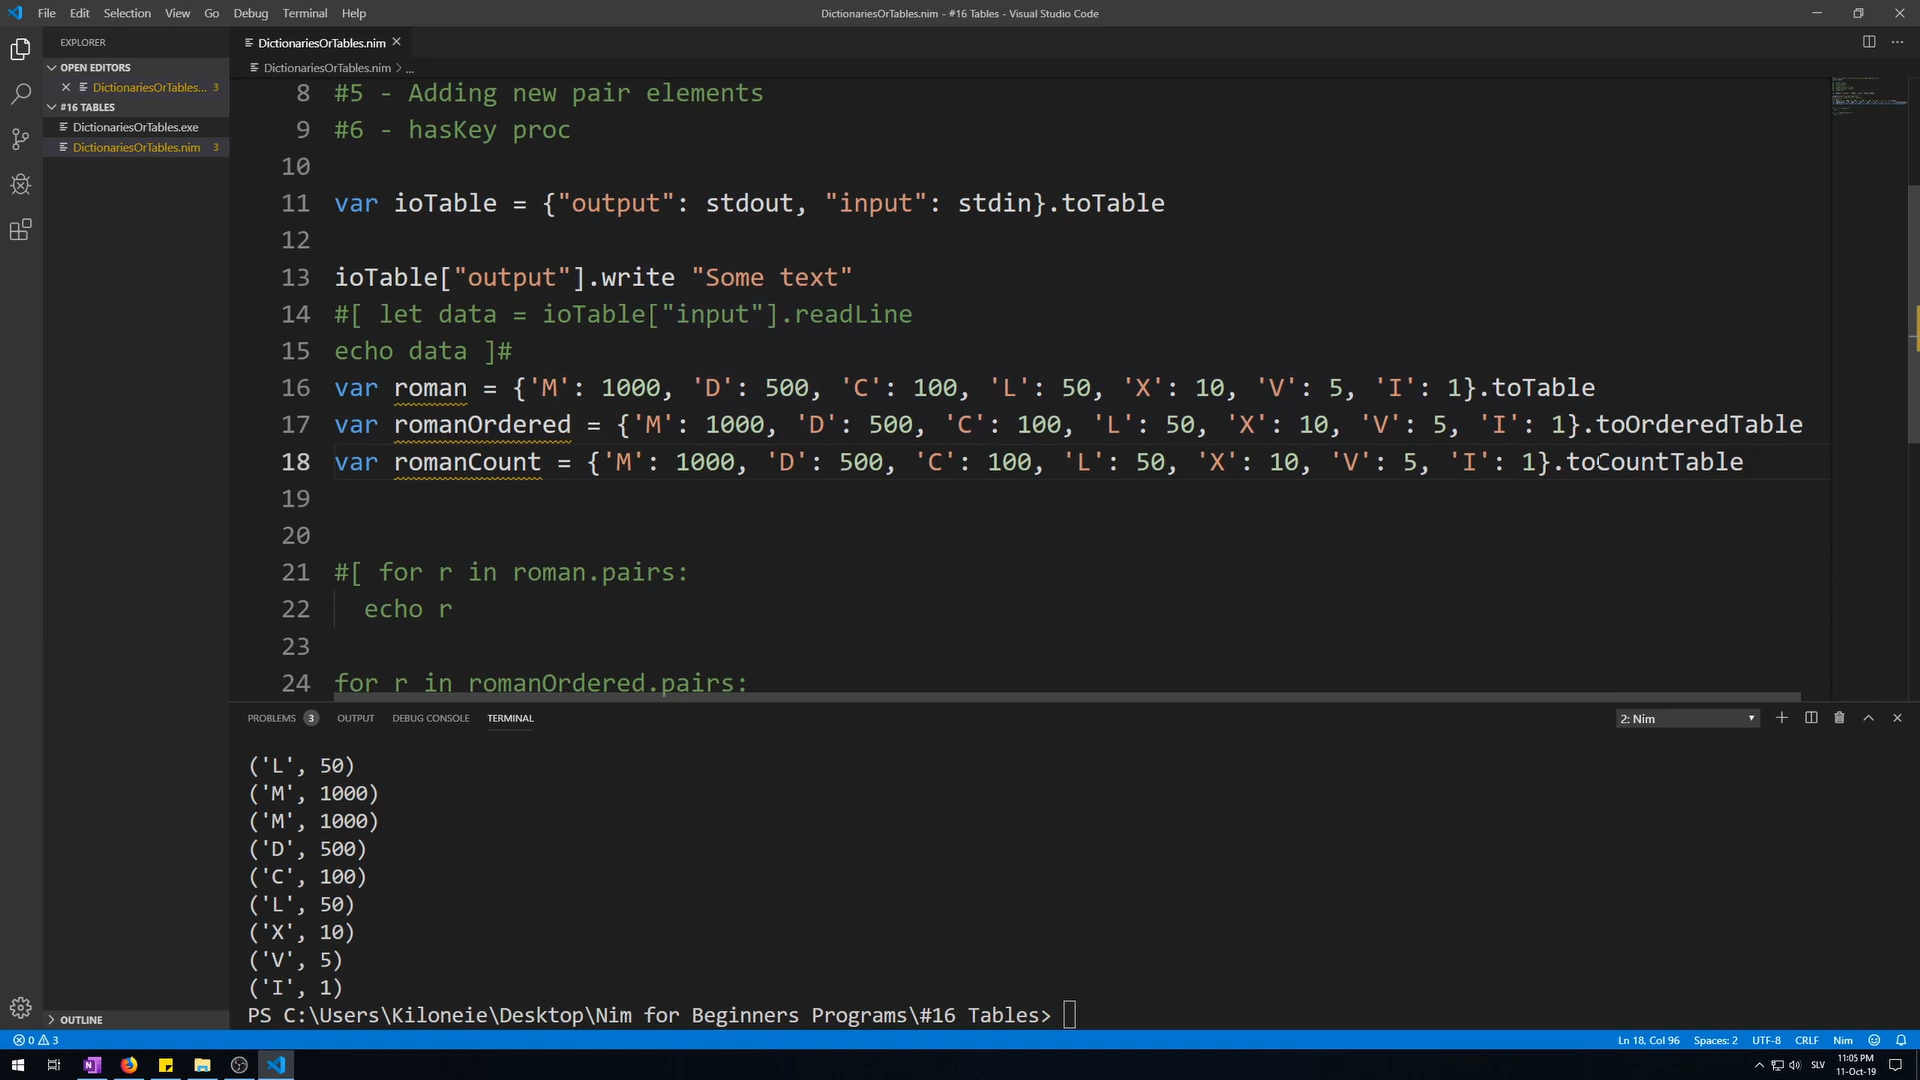 File Edit Selection View Go Debug Terminal Help
DictionariesOrTables.nim - #16 Tables - Visual Studio Code
EXPLORER
DictionariesOrTables.nim
OPEN EDITORS
DictionariesOrTables.nim > ...
DictionariesOrTables... 3
#16 TABLES
DictionariesOrTables.exe
DictionariesOrTables.nim 3
8 #5 - Adding new pair elements
9 #6 - hasKey proc
10
11 var ioTable = {"output": stdout, "input": stdin}.toTable
12
13 ioTable["output"].write "Some text"
14 #[ let data = ioTable["input"].readLine
15 echo data ]#
16 var roman = {'M': 1000, 'D': 500, 'C': 100, 'L': 50, 'X': 10, 'V': 5, 'I': 1}.toTable
17 var romanOrdered = {'M': 1000, 'D': 500, 'C': 100, 'L': 50, 'X': 10, 'V': 5, 'I': 1}.toOrderedTable
18 var romanCount = {'M': 1000, 'D': 500, 'C': 100, 'L': 50, 'X': 10, 'V': 5, 'I': 1}.toCountTable
19
20
21 #[ for r in roman.pairs:
22 echo r
23
24 for r in romanOrdered.pairs:
PROBLEMS 3 OUTPUT DEBUG CONSOLE TERMINAL
2: Nim
('L', 50)
('M', 1000)
('M', 1000)
('D', 500)
('C', 100)
('L', 50)
('X', 10)
('V', 5)
('I', 1)
PS C:\Users\Kiloneie\Desktop\Nim for Beginners Programs\#16 Tables>
OUTLINE
0 3
Ln 18, Col 96 Spaces: 2 UTF-8 CRLF Nim
SLV
11:05 PM
11-Oct-19